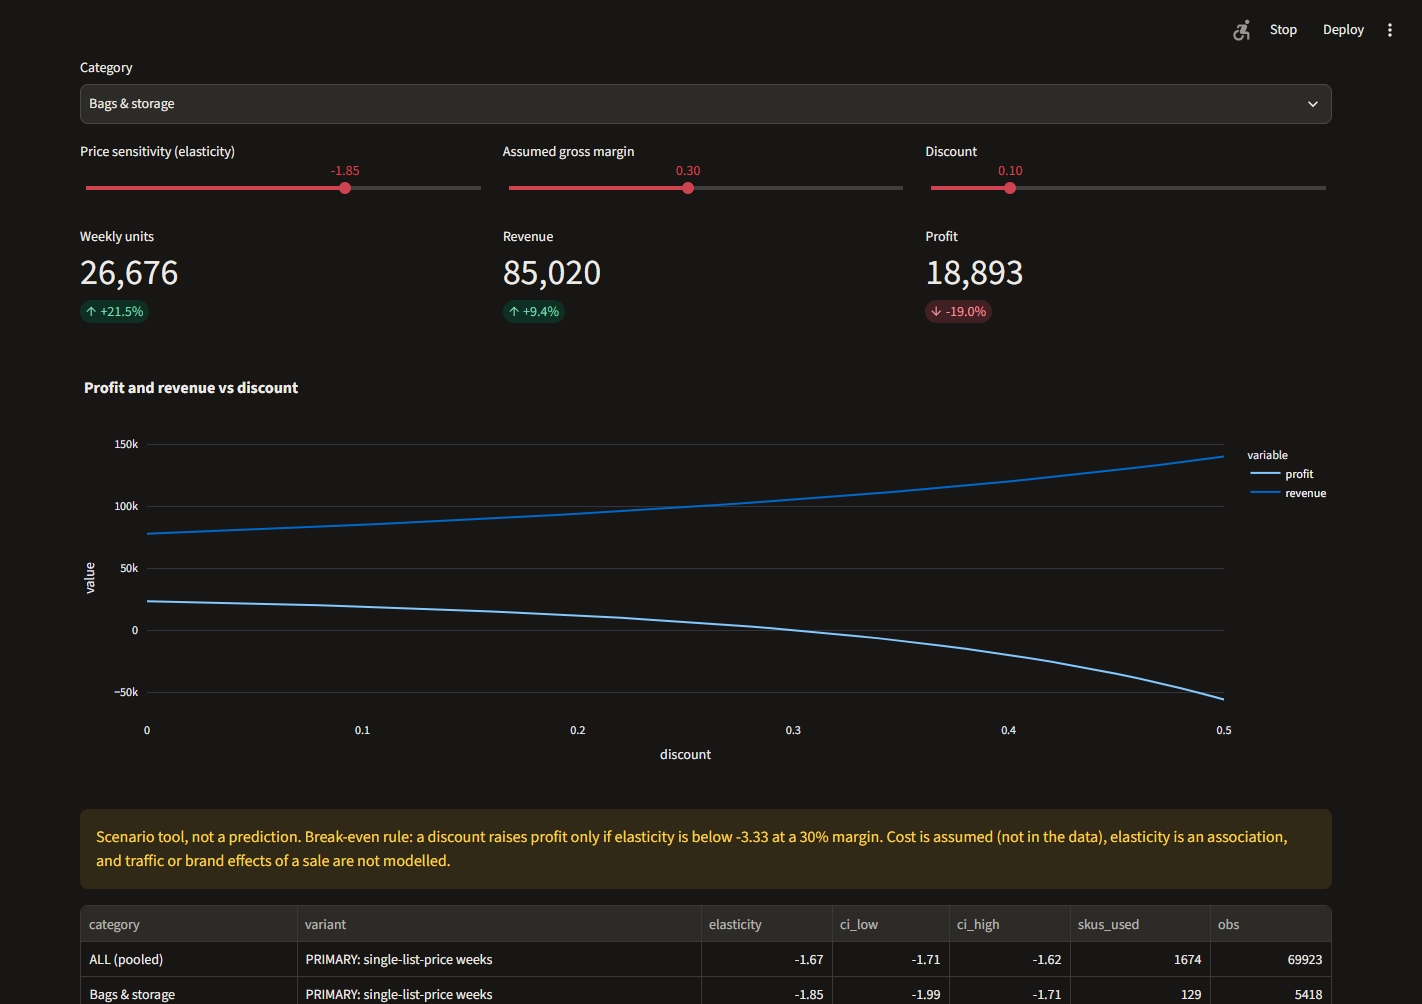 Stop Deploy
Category
Bags & storage
Price sensitivity (elasticity) Assumed gross margin Discount
-1.85 0.30 0.10
Weekly units Revenue Profit
26,676 85,020 18,893
↑ +21.5% ↑ +9.4% ↓ -19.0%
Profit and revenue vs discount
150k
100k
50k
0
−50k
value
0 0.1 0.2 0.3 0.4 0.5
discount
variable
profit
revenue
Scenario tool, not a prediction. Break-even rule: a discount raises profit only if elasticity is below -3.33 at a 30% margin. Cost is assumed (not in the data), elasticity is an association,
and traffic or brand effects of a sale are not modelled.
category variant elasticity ci_low ci_high skus_used obs
ALL (pooled) PRIMARY: single-list-price weeks -1.67 -1.71 -1.62 1674 69923
Bags & storage PRIMARY: single-list-price weeks -1.85 -1.99 -1.71 129 5418